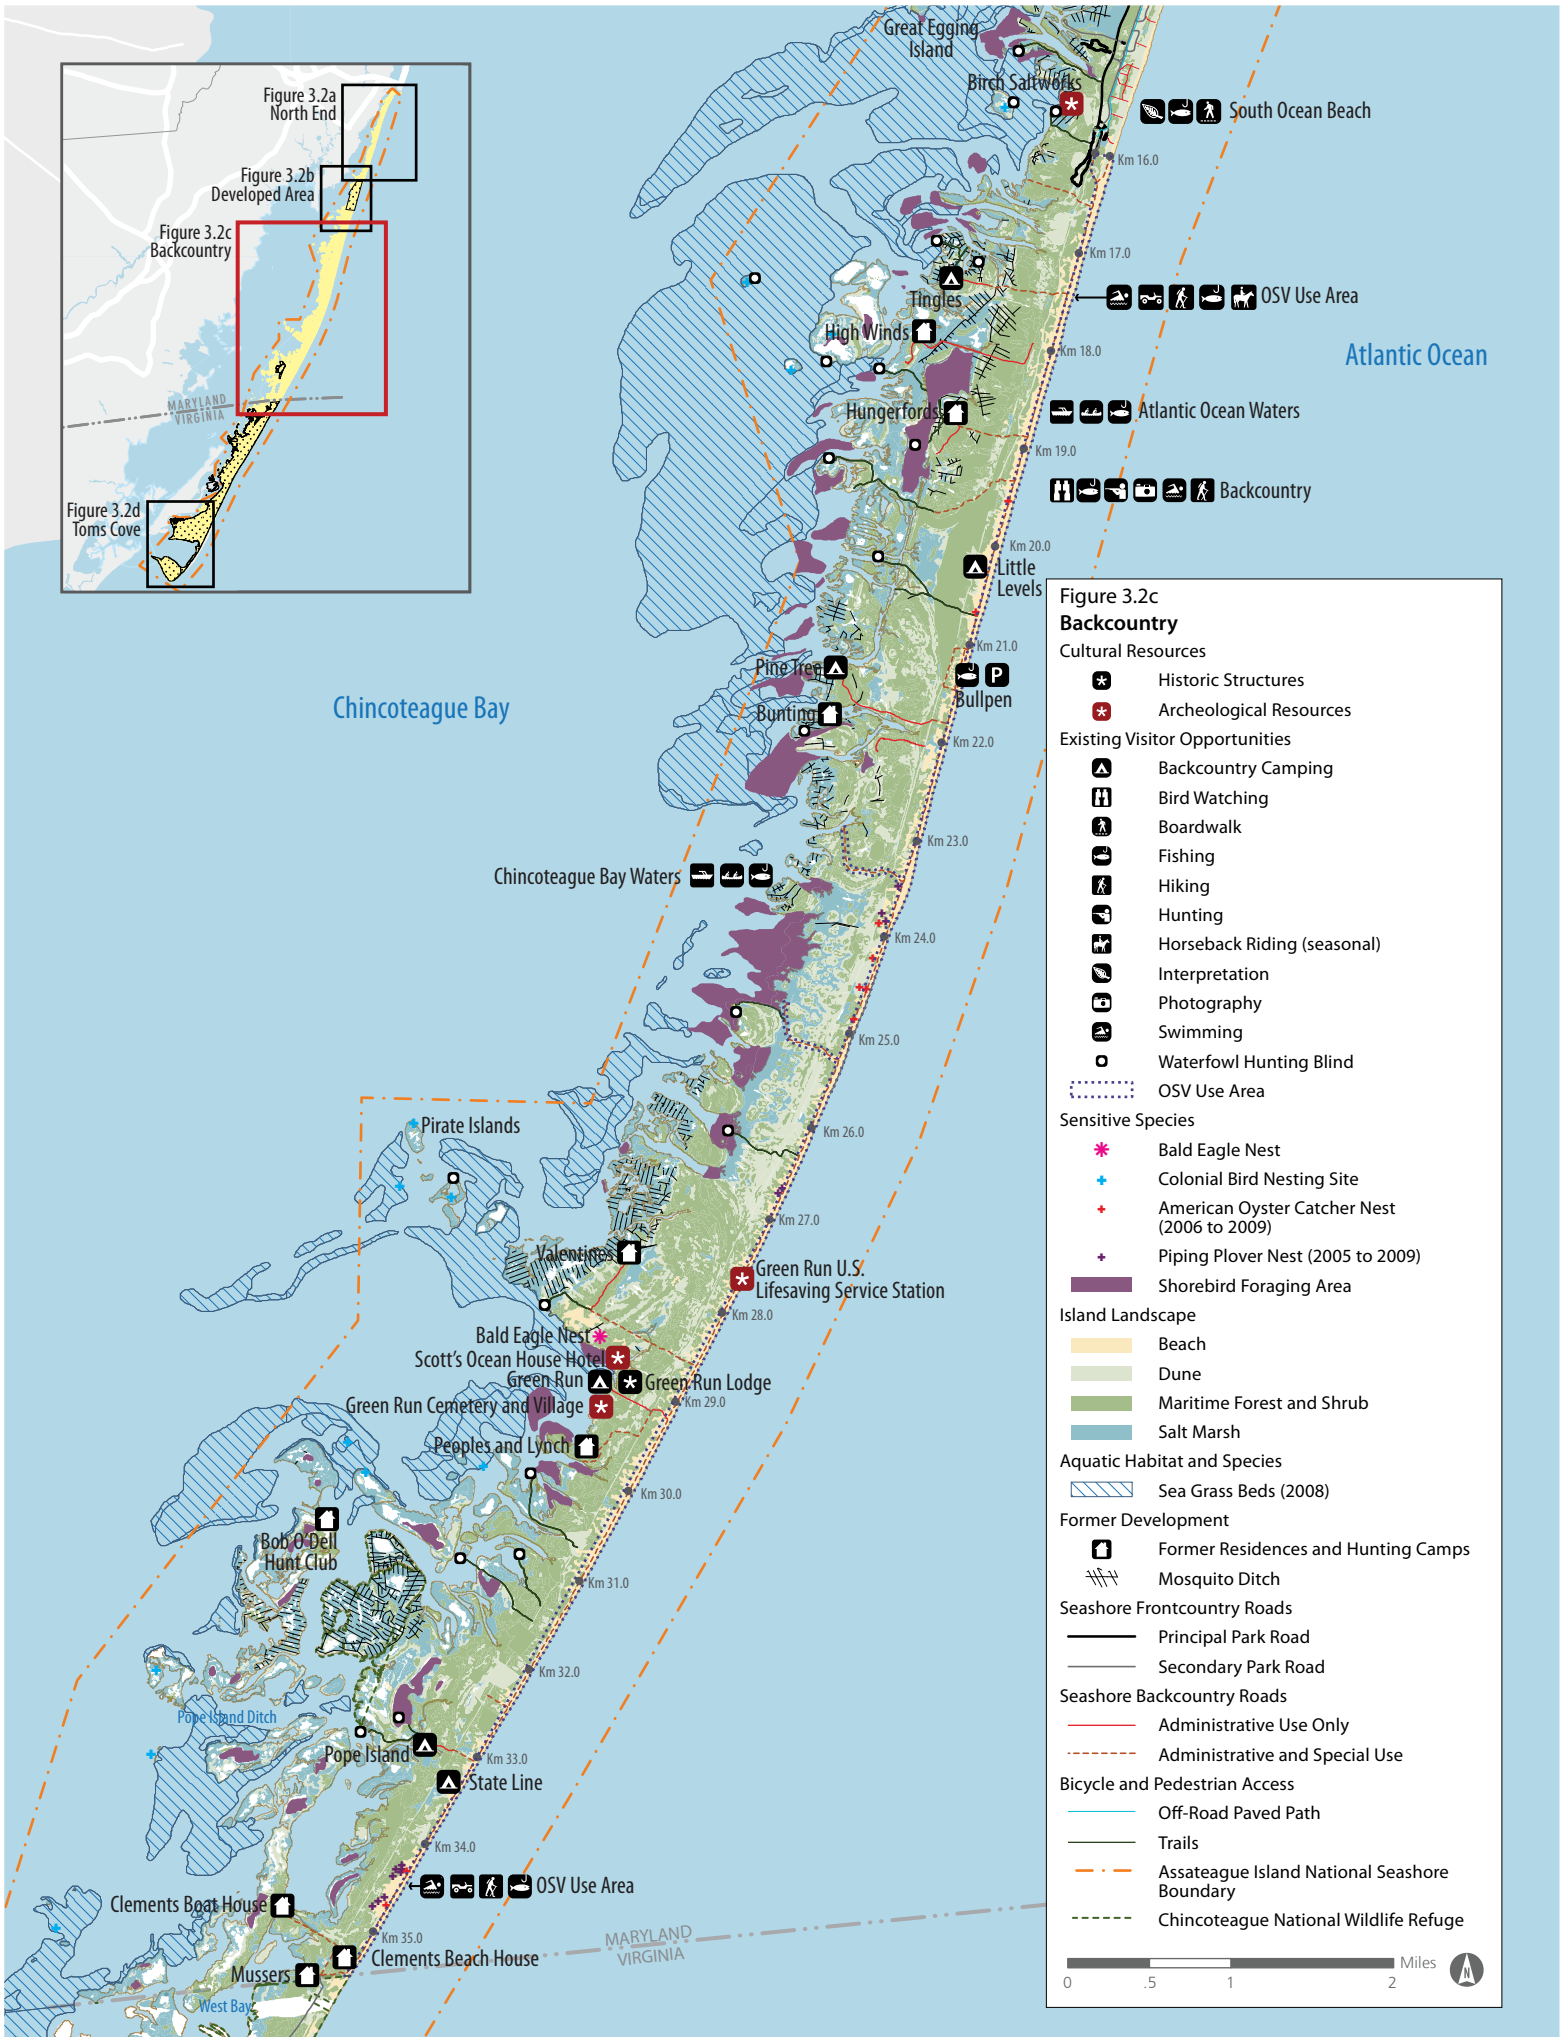 Great Egging
Island
Birch Saltworks
South Ocean Beach
Km 16.0
Figure 3.2a
North End
Figure 3.2b
Developed Area
Figure 3.2c
Backcountry
MARYLAND
VIRGINIA
Figure 3.2d
Toms Cove
Km 17.0
Tingles
OSV Use Area
High Winds
Km 18.0
Atlantic Ocean
Hungerfords
Atlantic Ocean Waters
Km 19.0
Backcountry
Km 20.0
Little
Levels
Km 21.0
Pine Tree
P
Bullpen
Chincoteague Bay
Bunting
Km 22.0
Km 23.0
Chincoteague Bay Waters
Km 24.0
Km 25.0
Pirate Islands
Km 26.0
Km 27.0
Valentines
Green Run U.S.
Lifesaving Service Station
Km 28.0
Bald Eagle Nest
Scott's Ocean House Hotel
Green Run
Green Run Lodge
Km 29.0
Green Run Cemetery and Village
Peoples and Lynch
Km 30.0
Bob O'Dell
Hunt Club
Km 31.0
Km 32.0
Pope Island Ditch
Pope Island
Km 33.0
State Line
Km 34.0
OSV Use Area
Clements Boat House
Km 35.0
MARYLAND
VIRGINIA
Clements Beach House
Mussers
West Bay
Figure 3.2c
Backcountry
Cultural Resources
Historic Structures
Archeological Resources
Existing Visitor Opportunities
Backcountry Camping
Bird Watching
Boardwalk
Fishing
Hiking
Hunting
Horseback Riding (seasonal)
Interpretation
Photography
Swimming
Waterfowl Hunting Blind
OSV Use Area
Sensitive Species
Bald Eagle Nest
Colonial Bird Nesting Site
American Oyster Catcher Nest
(2006 to 2009)
Piping Plover Nest (2005 to 2009)
Shorebird Foraging Area
Island Landscape
Beach
Dune
Maritime Forest and Shrub
Salt Marsh
Aquatic Habitat and Species
Sea Grass Beds (2008)
Former Development
Former Residences and Hunting Camps
Mosquito Ditch
Seashore Frontcountry Roads
Principal Park Road
Secondary Park Road
Seashore Backcountry Roads
Administrative Use Only
Administrative and Special Use
Bicycle and Pedestrian Access
Off-Road Paved Path
Trails
Assateague Island National Seashore
Boundary
Chincoteague National Wildlife Refuge
Miles
0 .5 1 2
N